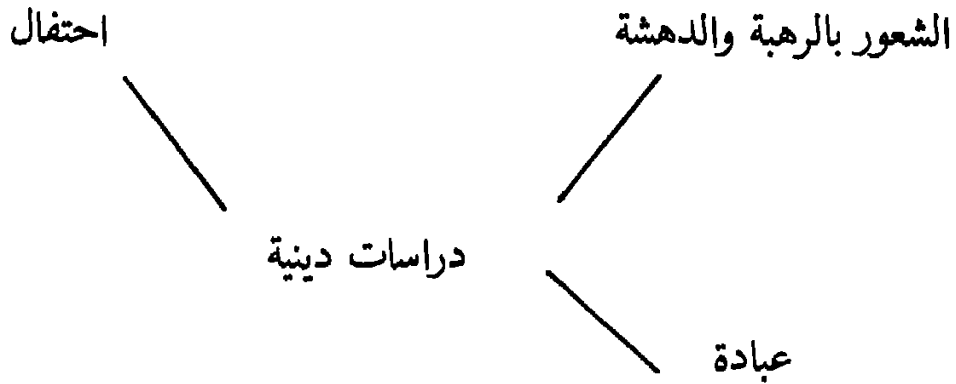 الشعور بالرهبة والدهشة
احتفال
دراسات دينية
عبادة